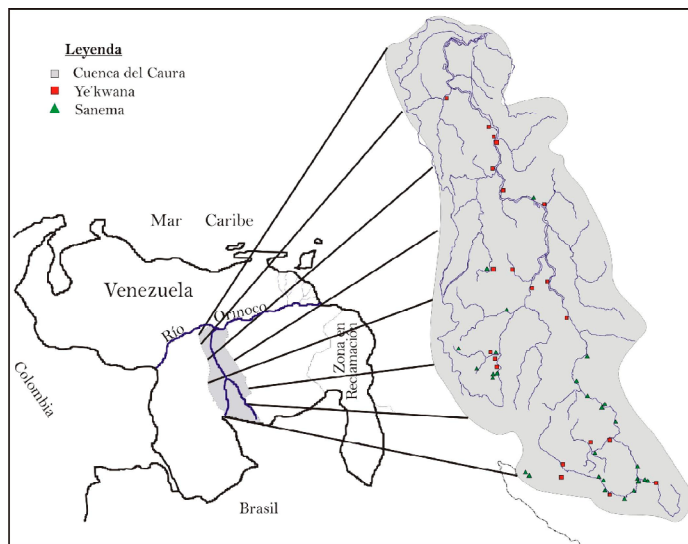 Leyenda
Cuenca del Caura
Ye'kwana
Sanema
Mar Caribe
Venezuela
Río Orinoco
Zona en
Reclamación
Colombia
Brasil